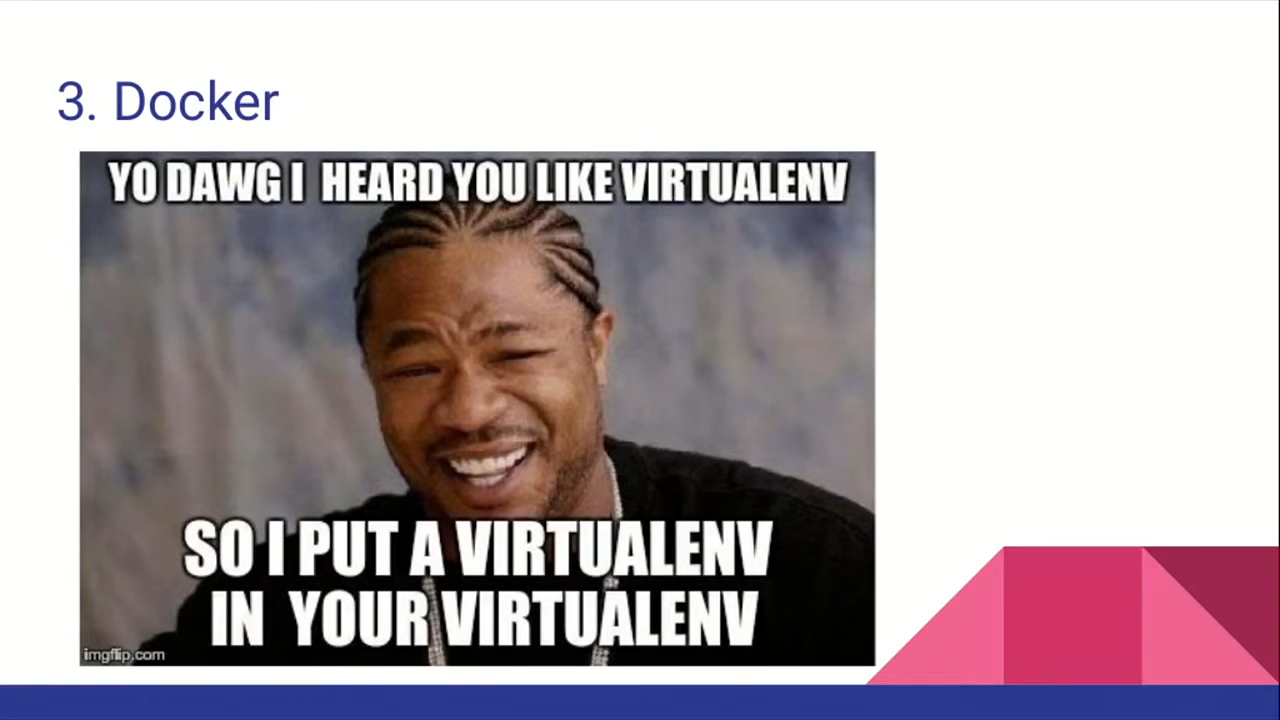 3. Docker
YO DAWG I HEARD YOU LIKE VIRTUALENV
SO I PUT A VIRTUALENV
IN YOUR VIRTUALENV
imgflip.com